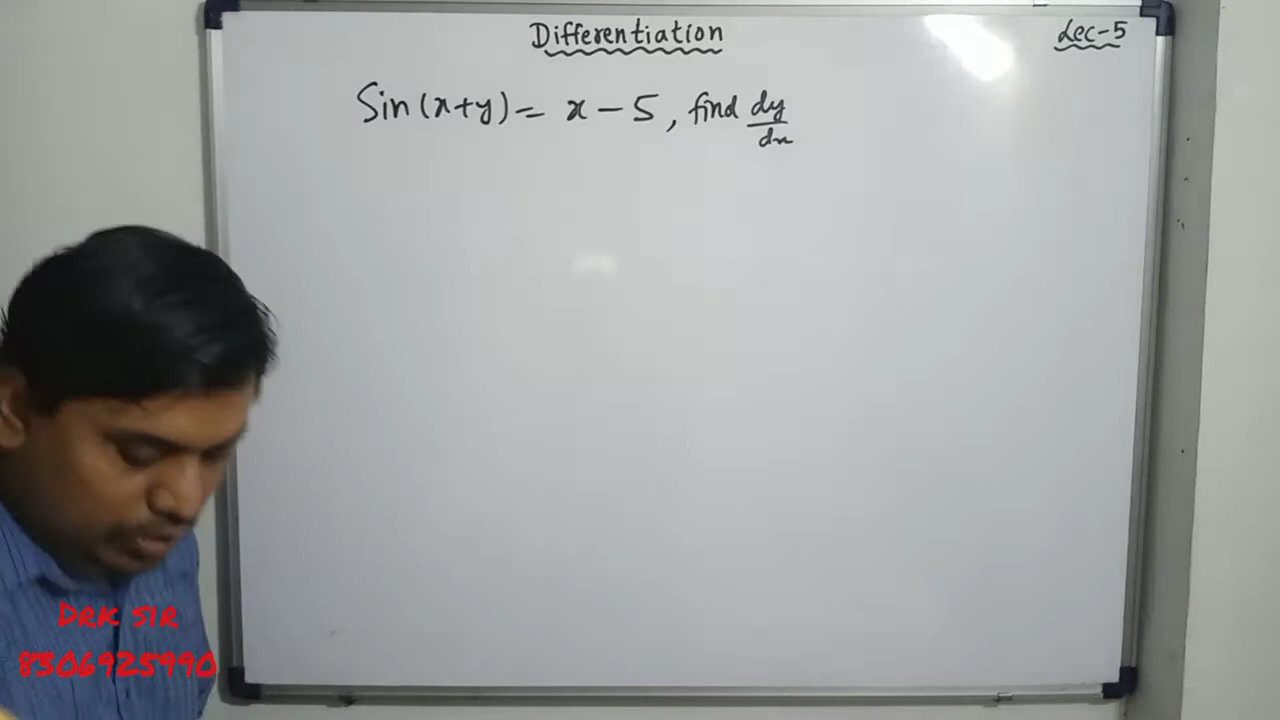 Differentiation
Lec-5
Sin (x+y) = x - 5, find dy/dx
DRK SIR
8306925990